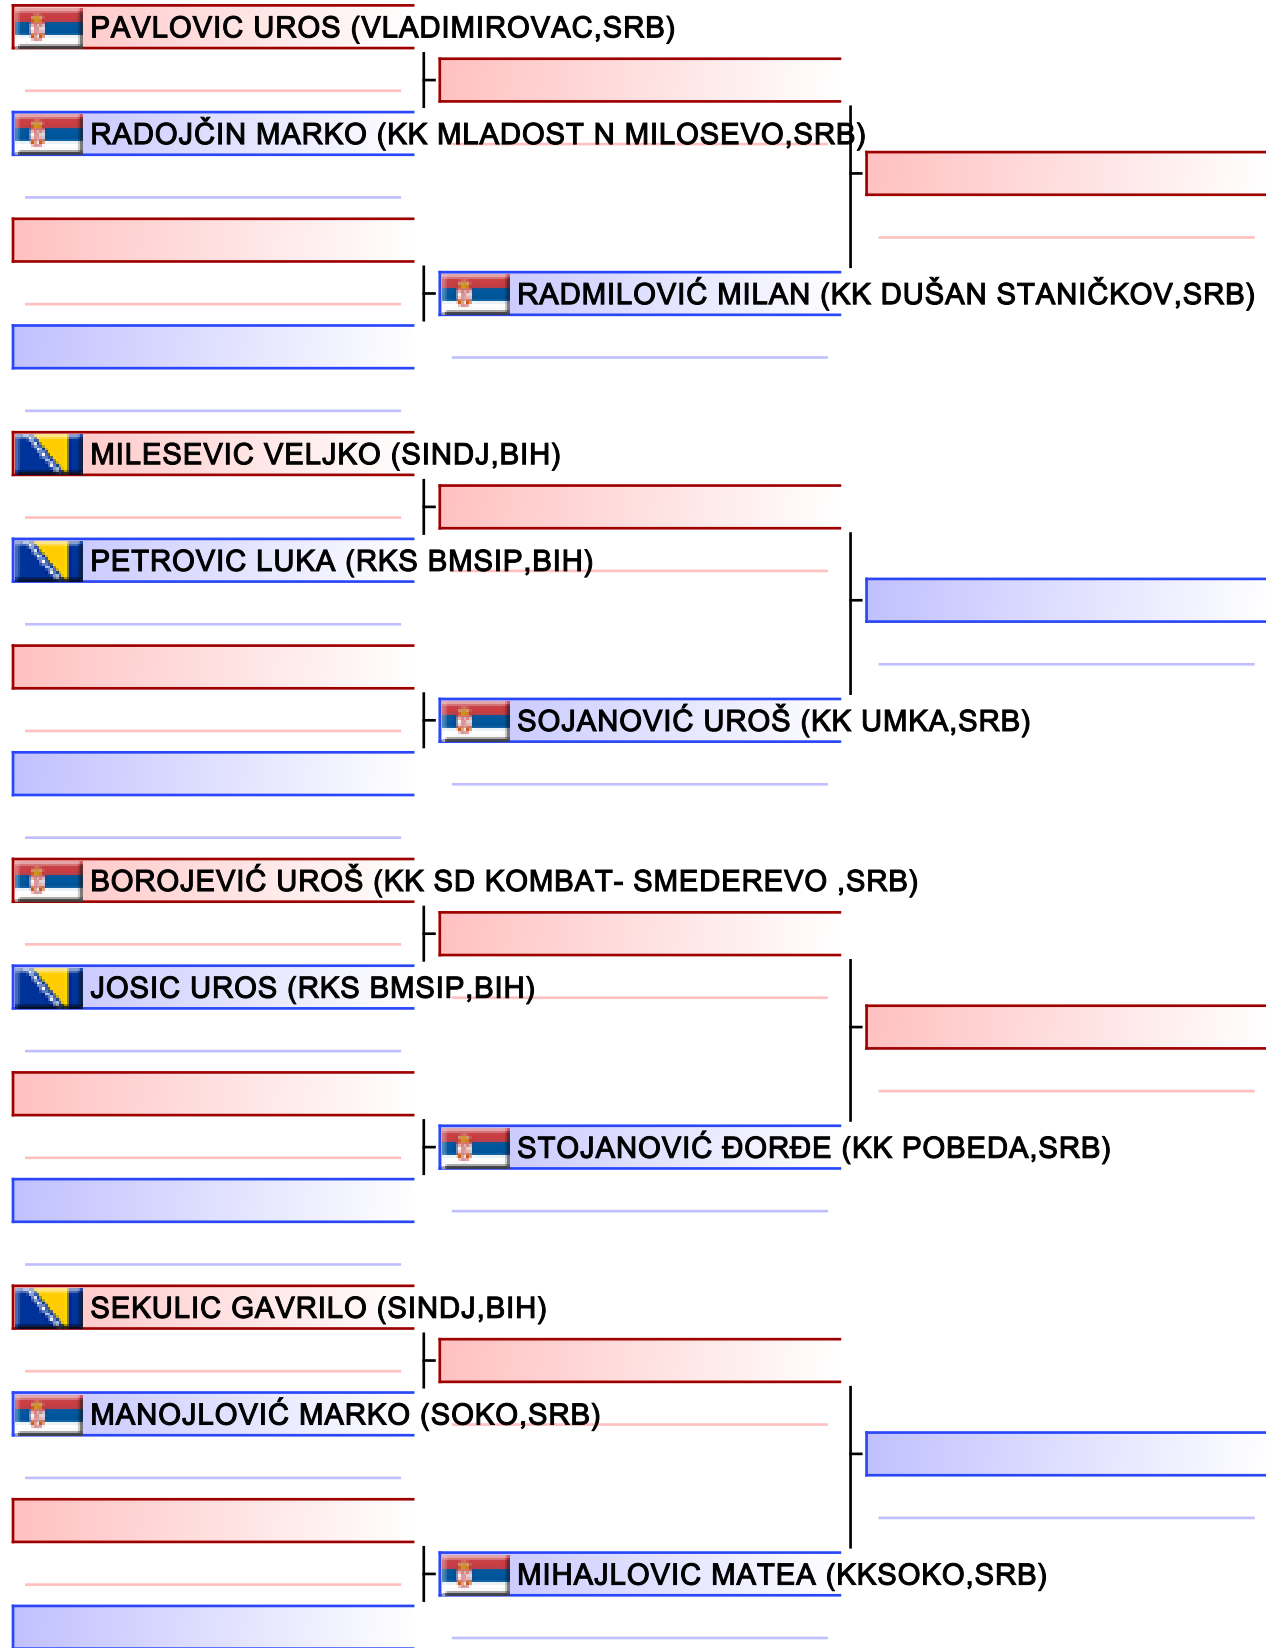 PAVLOVIC UROS (VLADIMIROVAC,SRB)
RADOJČIN MARKO (KK MLADOST N MILOSEVO,SRB)
RADMILOVIĆ MILAN (KK DUŠAN STANIČKOV,SRB)
MILESEVIC VELJKO (SINDJ,BIH)
PETROVIC LUKA (RKS BMSIP,BIH)
SOJANOVIĆ UROŠ (KK UMKA,SRB)
BOROJEVIĆ UROŠ (KK SD KOMBAT- SMEDEREVO ,SRB)
JOSIC UROS (RKS BMSIP,BIH)
STOJANOVIĆ ĐORĐE (KK POBEDA,SRB)
SEKULIC GAVRILO (SINDJ,BIH)
MANOJLOVIĆ MARKO (SOKO,SRB)
MIHAJLOVIC MATEA (KKSOKO,SRB)